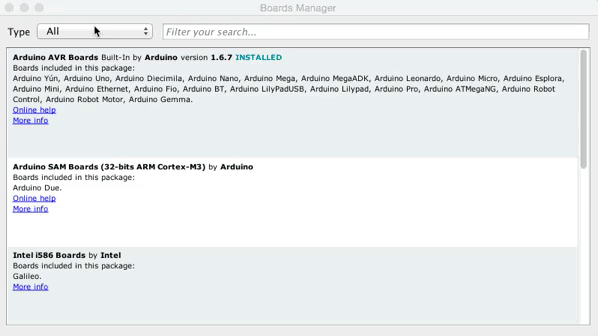 Boards Manager
Type All Filter your search...
Arduino AVR Boards Built-In by Arduino version 1.6.7 INSTALLED
Boards included in this package:
Arduino Yún, Arduino Uno, Arduino Diecimila, Arduino Nano, Arduino Mega, Arduino MegaADK, Arduino Leonardo, Arduino Micro, Arduino Esplora,
Arduino Mini, Arduino Ethernet, Arduino Fio, Arduino BT, Arduino LilyPadUSB, Arduino Lilypad, Arduino Pro, Arduino ATMegaNG, Arduino Robot
Control, Arduino Robot Motor, Arduino Gemma.
Online help
More info
Arduino SAM Boards (32-bits ARM Cortex-M3) by Arduino
Boards included in this package:
Arduino Due.
Online help
More info
Intel i586 Boards by Intel
Boards included in this package:
Galileo.
More info